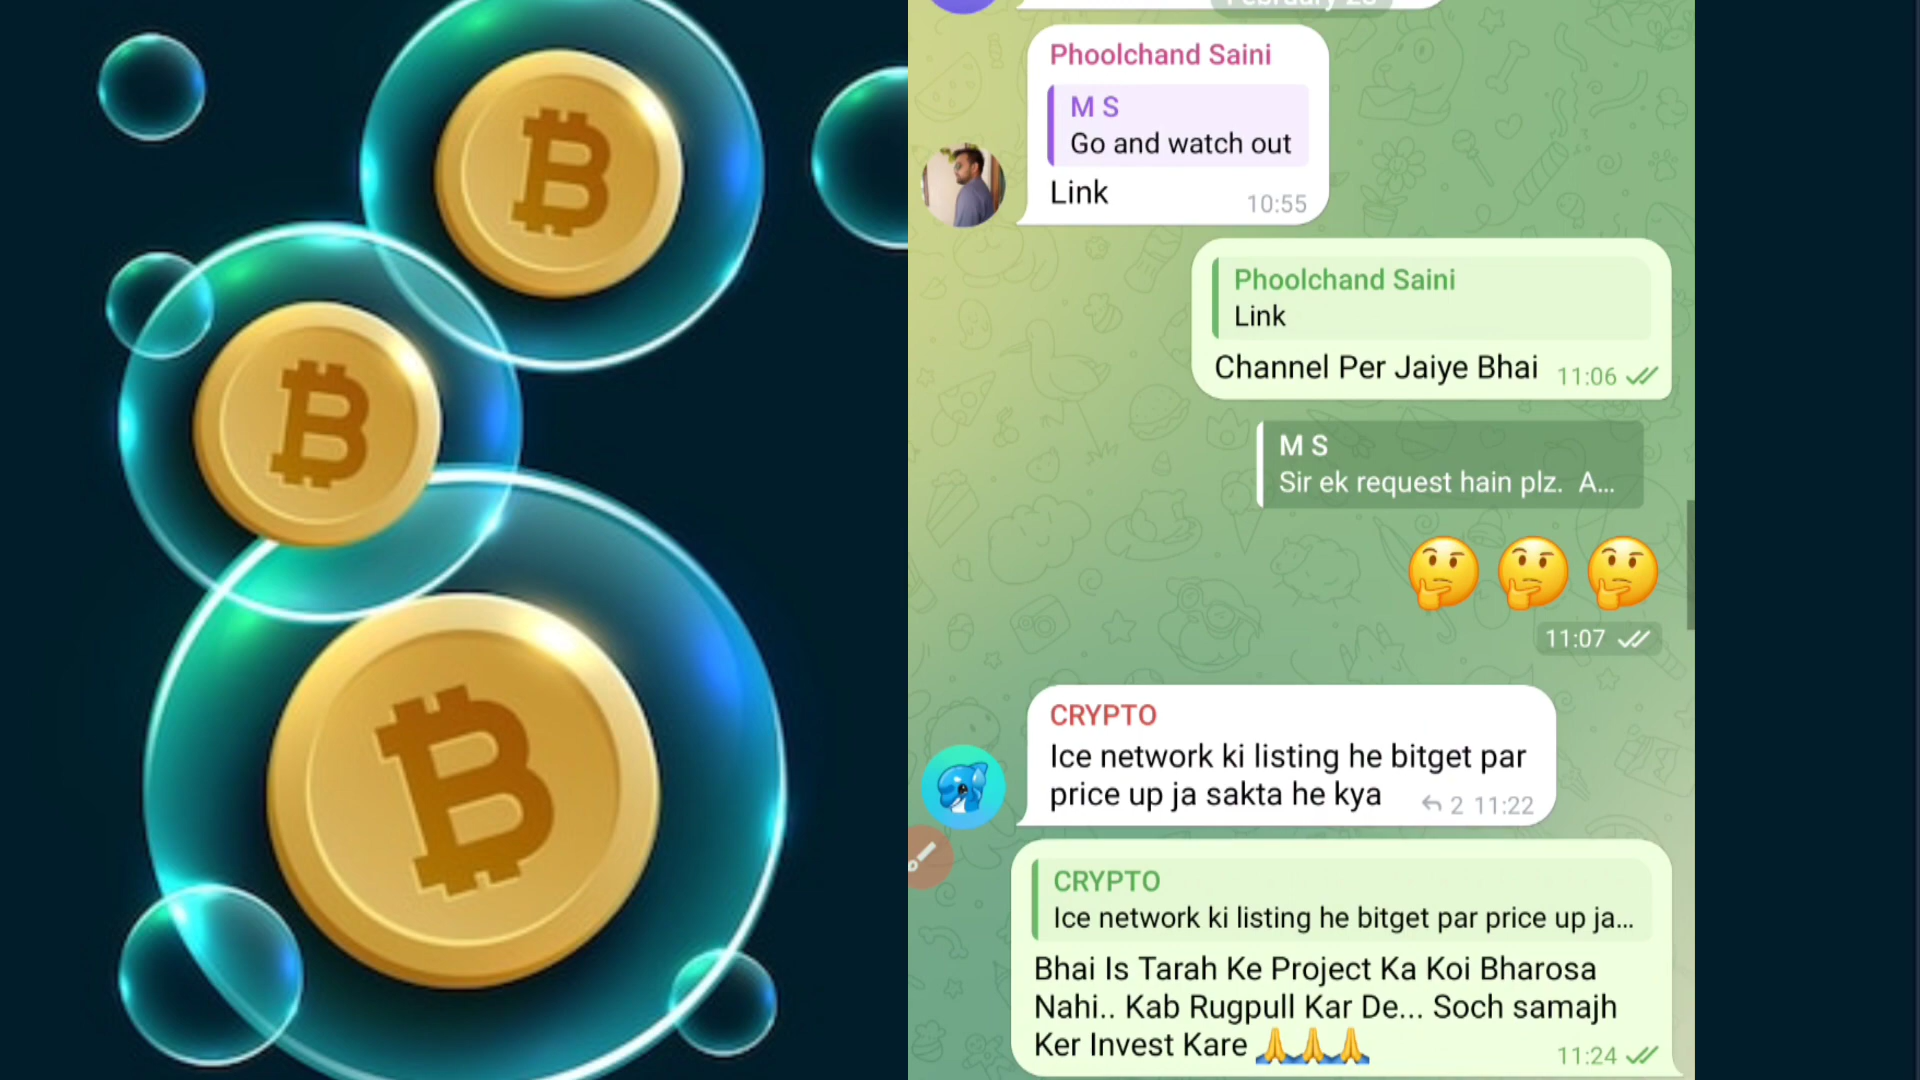 February 28
Phoolchand Saini
M S
Go and watch out
Link
10:55
Phoolchand Saini
Link
Channel Per Jaiye Bhai
11:06
M S
Sir ek request hain plz. A...
11:07
CRYPTO
Ice network ki listing he bitget par
price up ja sakta he kya
2 11:22
CRYPTO
Ice network ki listing he bitget par price up ja...
Bhai Is Tarah Ke Project Ka Koi Bharosa
Nahi.. Kab Rugpull Kar De... Soch samajh
Ker Invest Kare 🙏🙏🙏
11:24